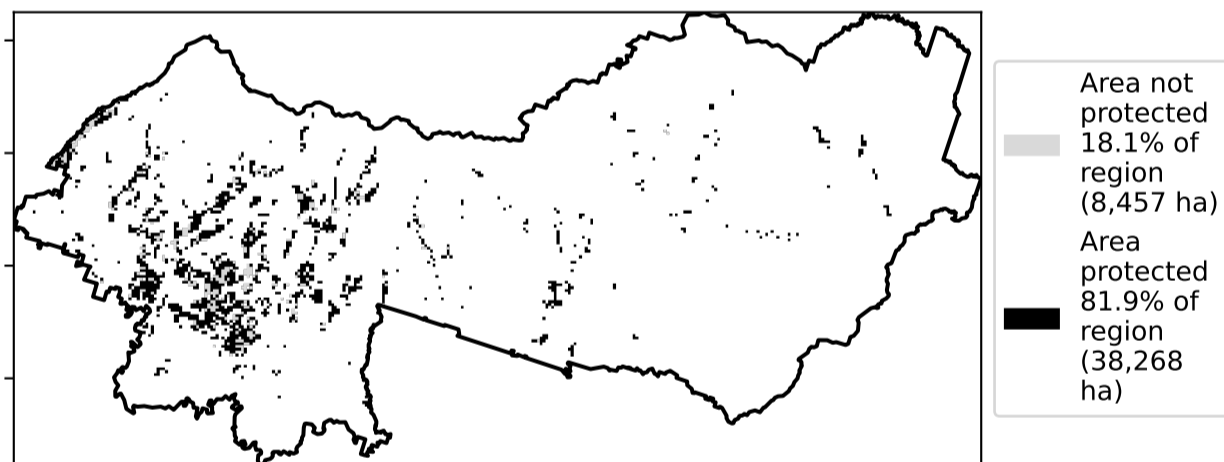 Area not
protected
18.1% of
region
(8,457 ha)
Area
protected
81.9% of
region
(38,268
ha)